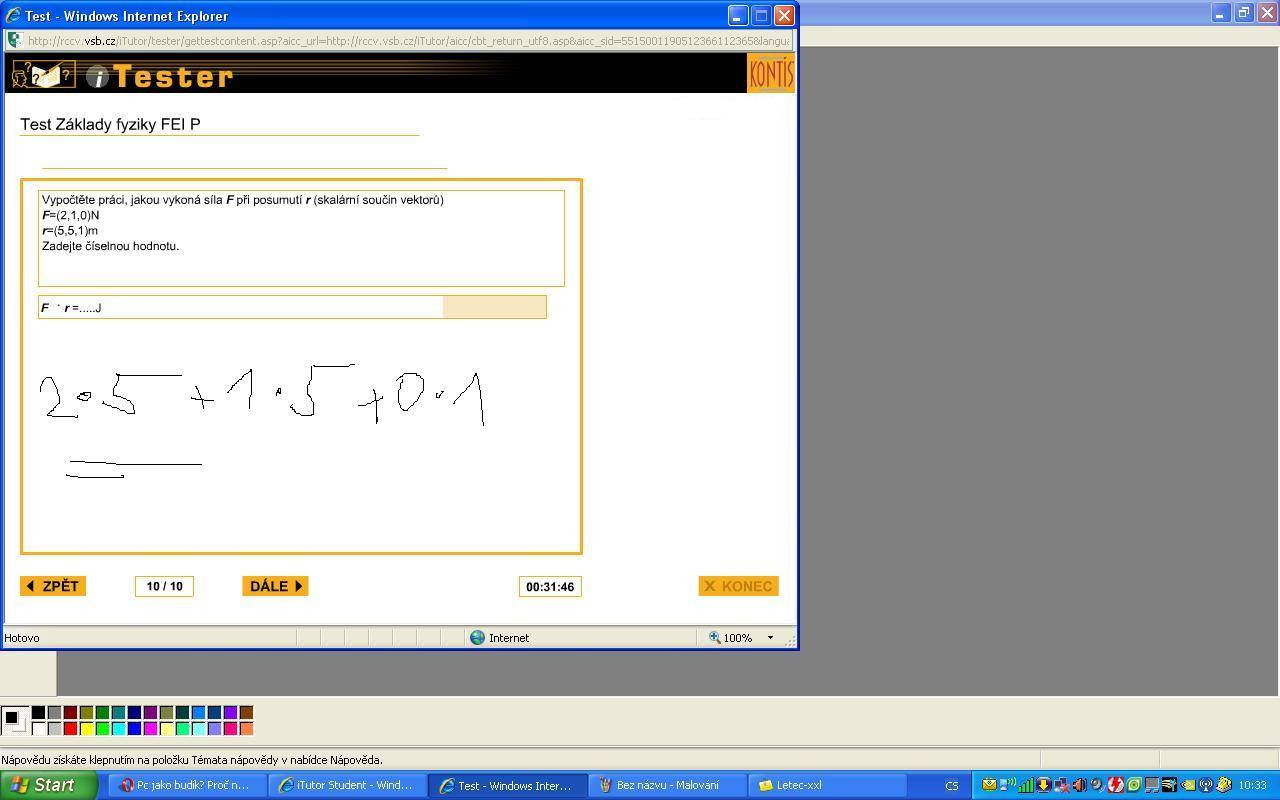 Test - Windows Internet Explorer
http://rccv.vsb.cz/iTutor/tester/gettestcontent.asp?aicc_url=http://rccv.vsb.cz/iTutor/aicc/cbt_return_utf8.asp&aicc_sid=55150011905123661123658&langua
i Tester
KONTIS
Test Základy fyziky FEI P
Vypočtěte práci, jakou vykoná síla F při posumutí r (skalární součin vektorů)
F=(2,1,0)N
r=(5,5,1)m
Zadejte číselnou hodnotu.
F · r =.....J
2·5+1·5+0·1
ZPĚT
10 / 10
DÁLE
00:31:46
X KONEC
Hotovo
Internet
100%
Nápovědu získáte klepnutím na položku Témata nápovědy v nabídce Nápověda.
Start
Pc jako budík? Proč n...
iTutor Student - Wind...
Test - Windows Inter...
Bez názvu - Malování
Letec-xxl
CS
10:33